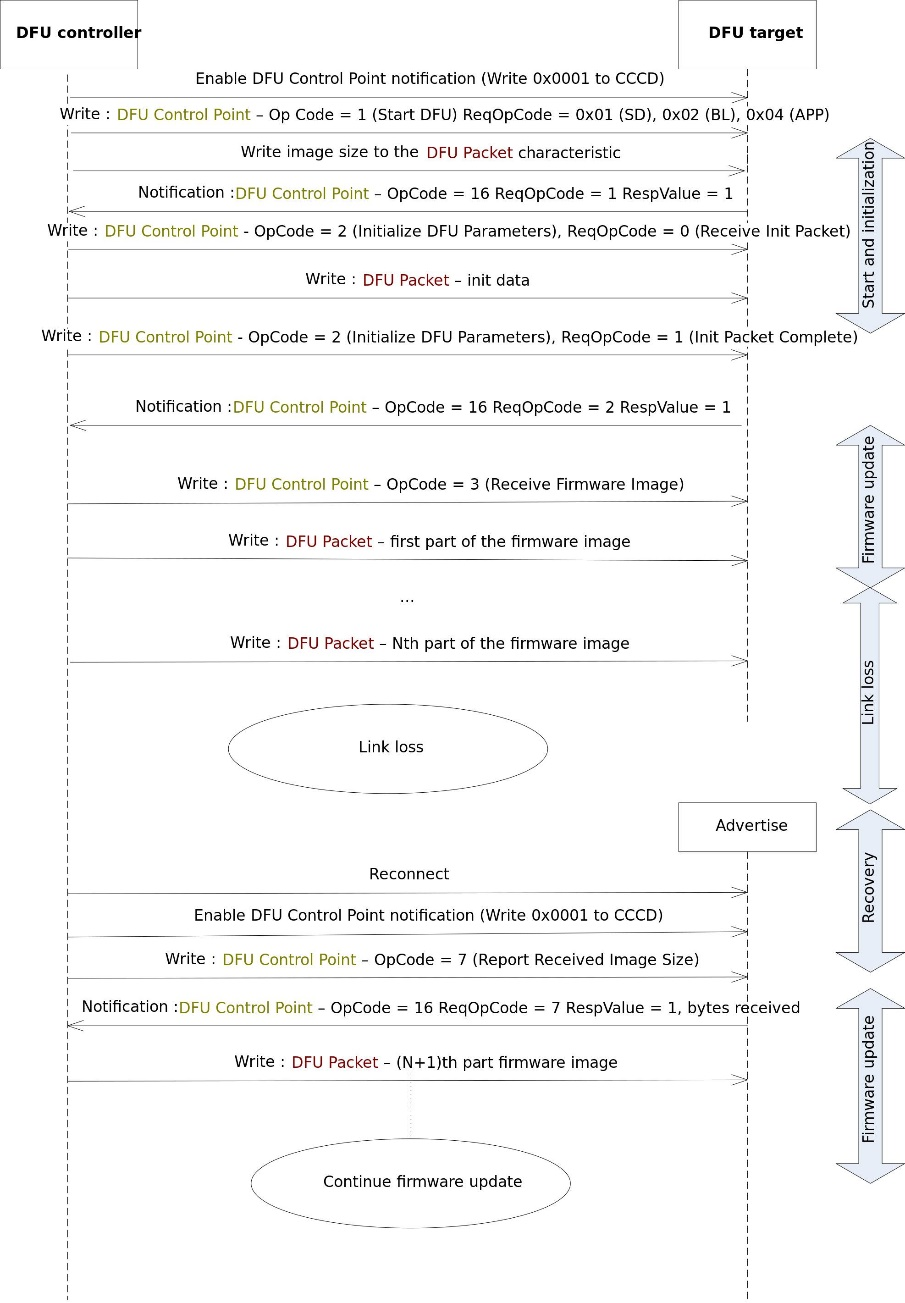 DFU controller
DFU target
Enable DFU Control Point notification (Write 0x0001 to CCCD)
Write : DFU Control Point – Op Code = 1 (Start DFU) ReqOpCode = 0x01 (SD), 0x02 (BL), 0x04 (APP)
Write image size to the DFU Packet characteristic
Notification :DFU Control Point – OpCode = 16 ReqOpCode = 1 RespValue = 1
Write : DFU Control Point - OpCode = 2 (Initialize DFU Parameters), ReqOpCode = 0 (Receive Init Packet)
Write : DFU Packet – init data
Write : DFU Control Point - OpCode = 2 (Initialize DFU Parameters), ReqOpCode = 1 (Init Packet Complete)
Start and initialization
Notification :DFU Control Point – OpCode = 16 ReqOpCode = 2 RespValue = 1
Write : DFU Control Point – OpCode = 3 (Receive Firmware Image)
Write : DFU Packet – first part of the firmware image
Firmware update
...
Write : DFU Packet – Nth part of the firmware image
Link loss
Link loss
Advertise
Reconnect
Enable DFU Control Point notification (Write 0x0001 to CCCD)
Write : DFU Control Point – OpCode = 7 (Report Received Image Size)
Recovery
Notification :DFU Control Point – OpCode = 16 ReqOpCode = 7 RespValue = 1, bytes received
Write : DFU Packet – (N+1)th part firmware image
Firmware update
Continue firmware update